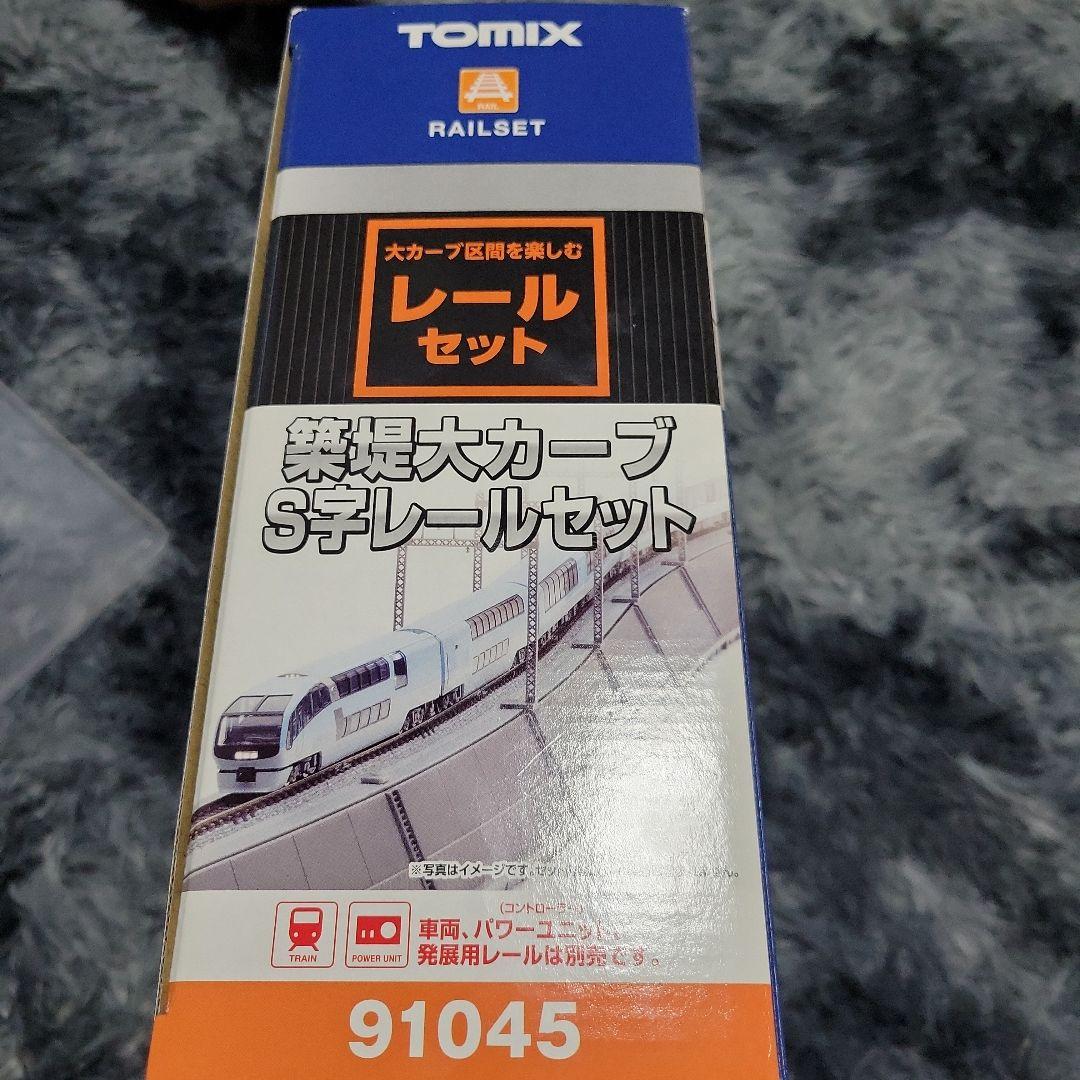 TOMIX
RAIL
RAILSET
大カーブ区間を楽しむ
レール
セット
築堤大カーブ
S字レールセット
※写真はイメージです。セット
(コントローラー)
車両、パワーユニット、
発展用レールは別売です。
TRAIN
POWER UNIT
91045